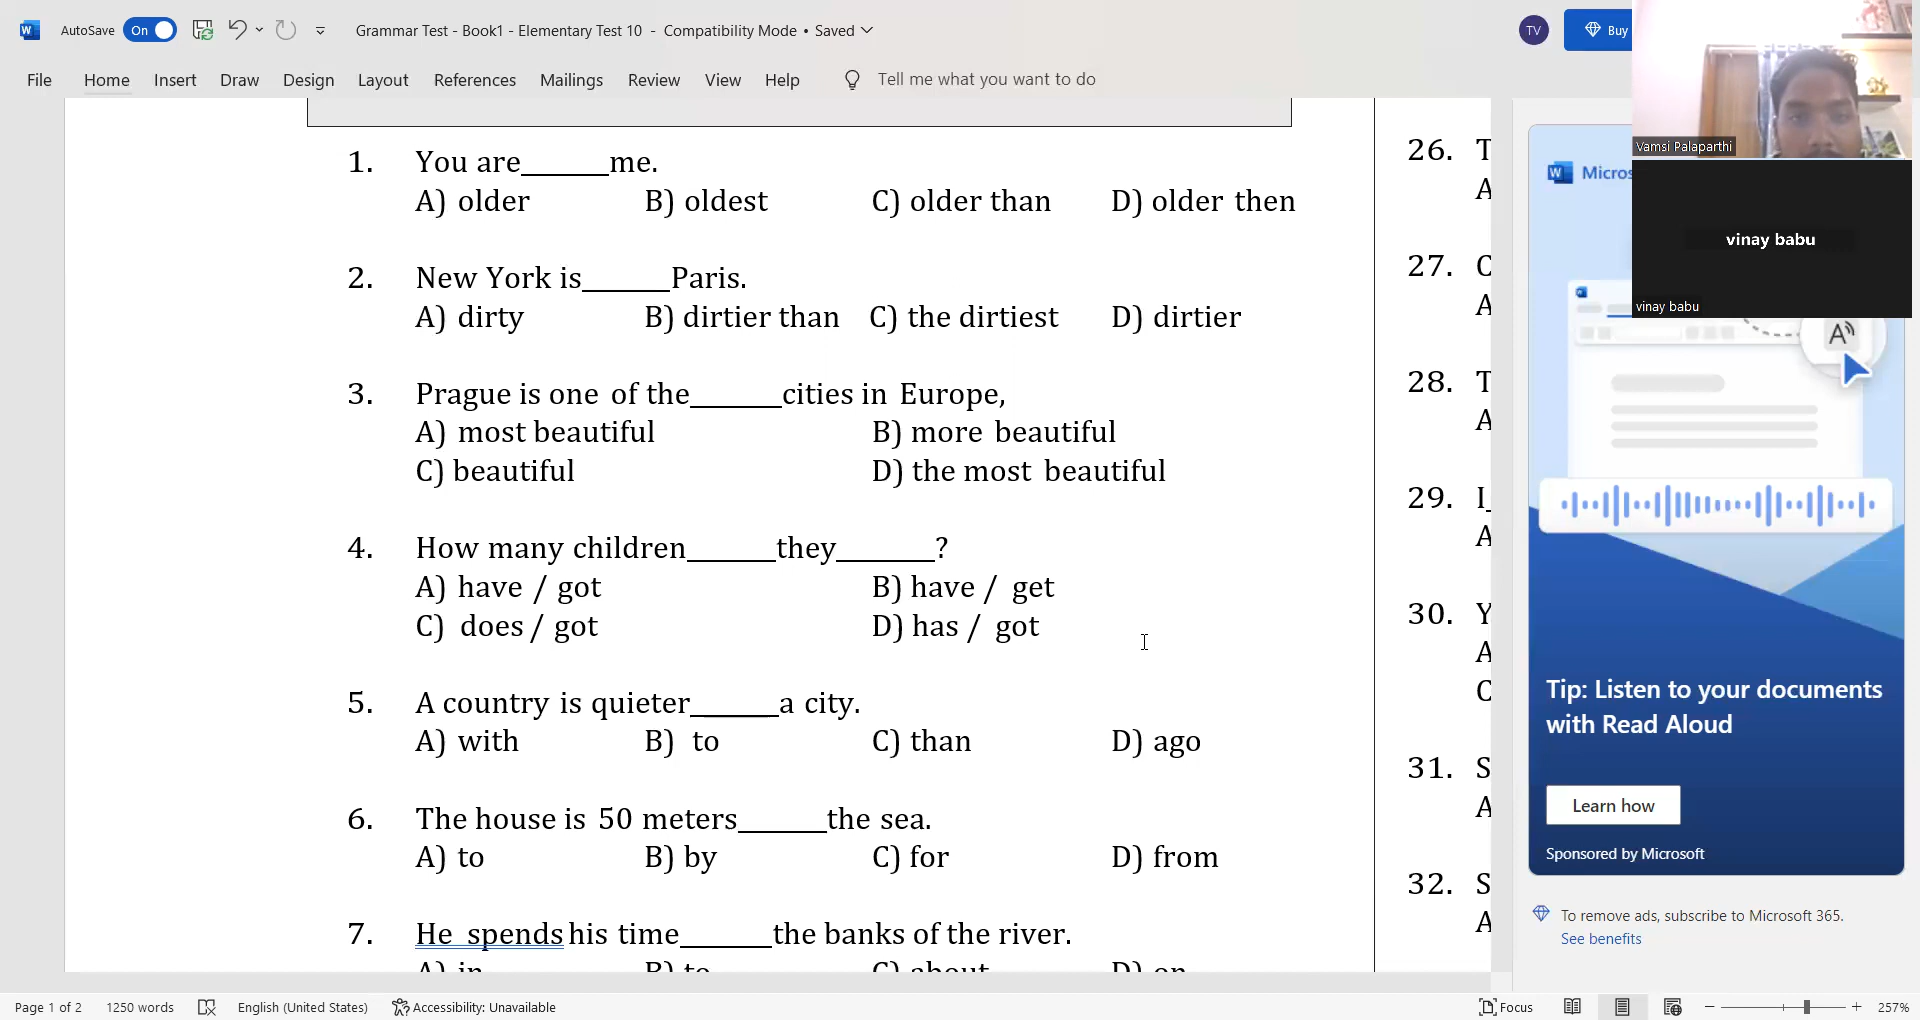 AutoSave On Grammar Test - Book1 - Elementary Test 10 - Compatibility Mode • Saved TV Buy
File Home Insert Draw Design Layout References Mailings Review View Help Tell me what you want to do
Vamsi Palaparthi
vinay babu
vinay babu
1. You are______me.
A) older B) oldest C) older than D) older then
2. New York is______Paris.
A) dirty B) dirtier than C) the dirtiest D) dirtier
3. Prague is one of the______cities in Europe,
A) most beautiful B) more beautiful
C) beautiful D) the most beautiful
4. How many children______they______?
A) have / got B) have / get
C) does / got D) has / got
5. A country is quieter______a city.
A) with B) to C) than D) ago
6. The house is 50 meters______the sea.
A) to B) by C) for D) from
7. He spends his time______the banks of the river.
A) in B) to C) about D) on
26. T
A
27. C
A
28. T
A
29. I_
A
30. Y
A
C
31. S
A
32. S
A
Tip: Listen to your documents
with Read Aloud
Learn how
Sponsored by Microsoft
To remove ads, subscribe to Microsoft 365.
See benefits
Page 1 of 2 1250 words English (United States) Accessibility: Unavailable Focus 257%